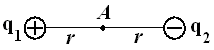 A
q₁ + − q₂
r r